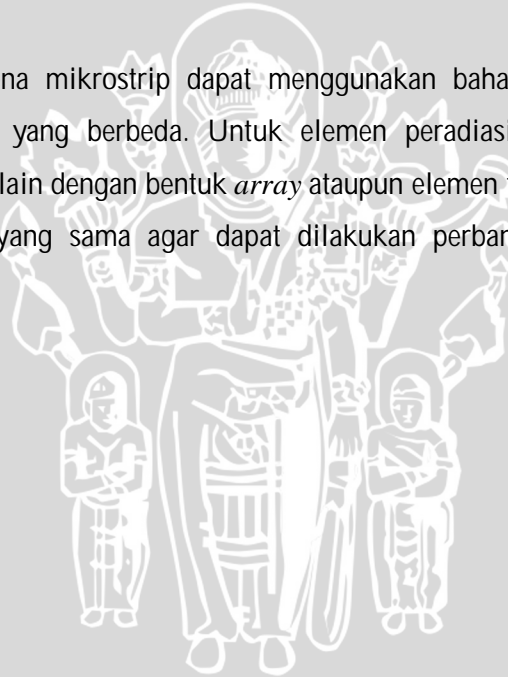 na mikrostrip dapat menggunakan baha
yang berbeda. Untuk elemen peradiasi
lain dengan bentuk array ataupun elemen
yang sama agar dapat dilakukan perban